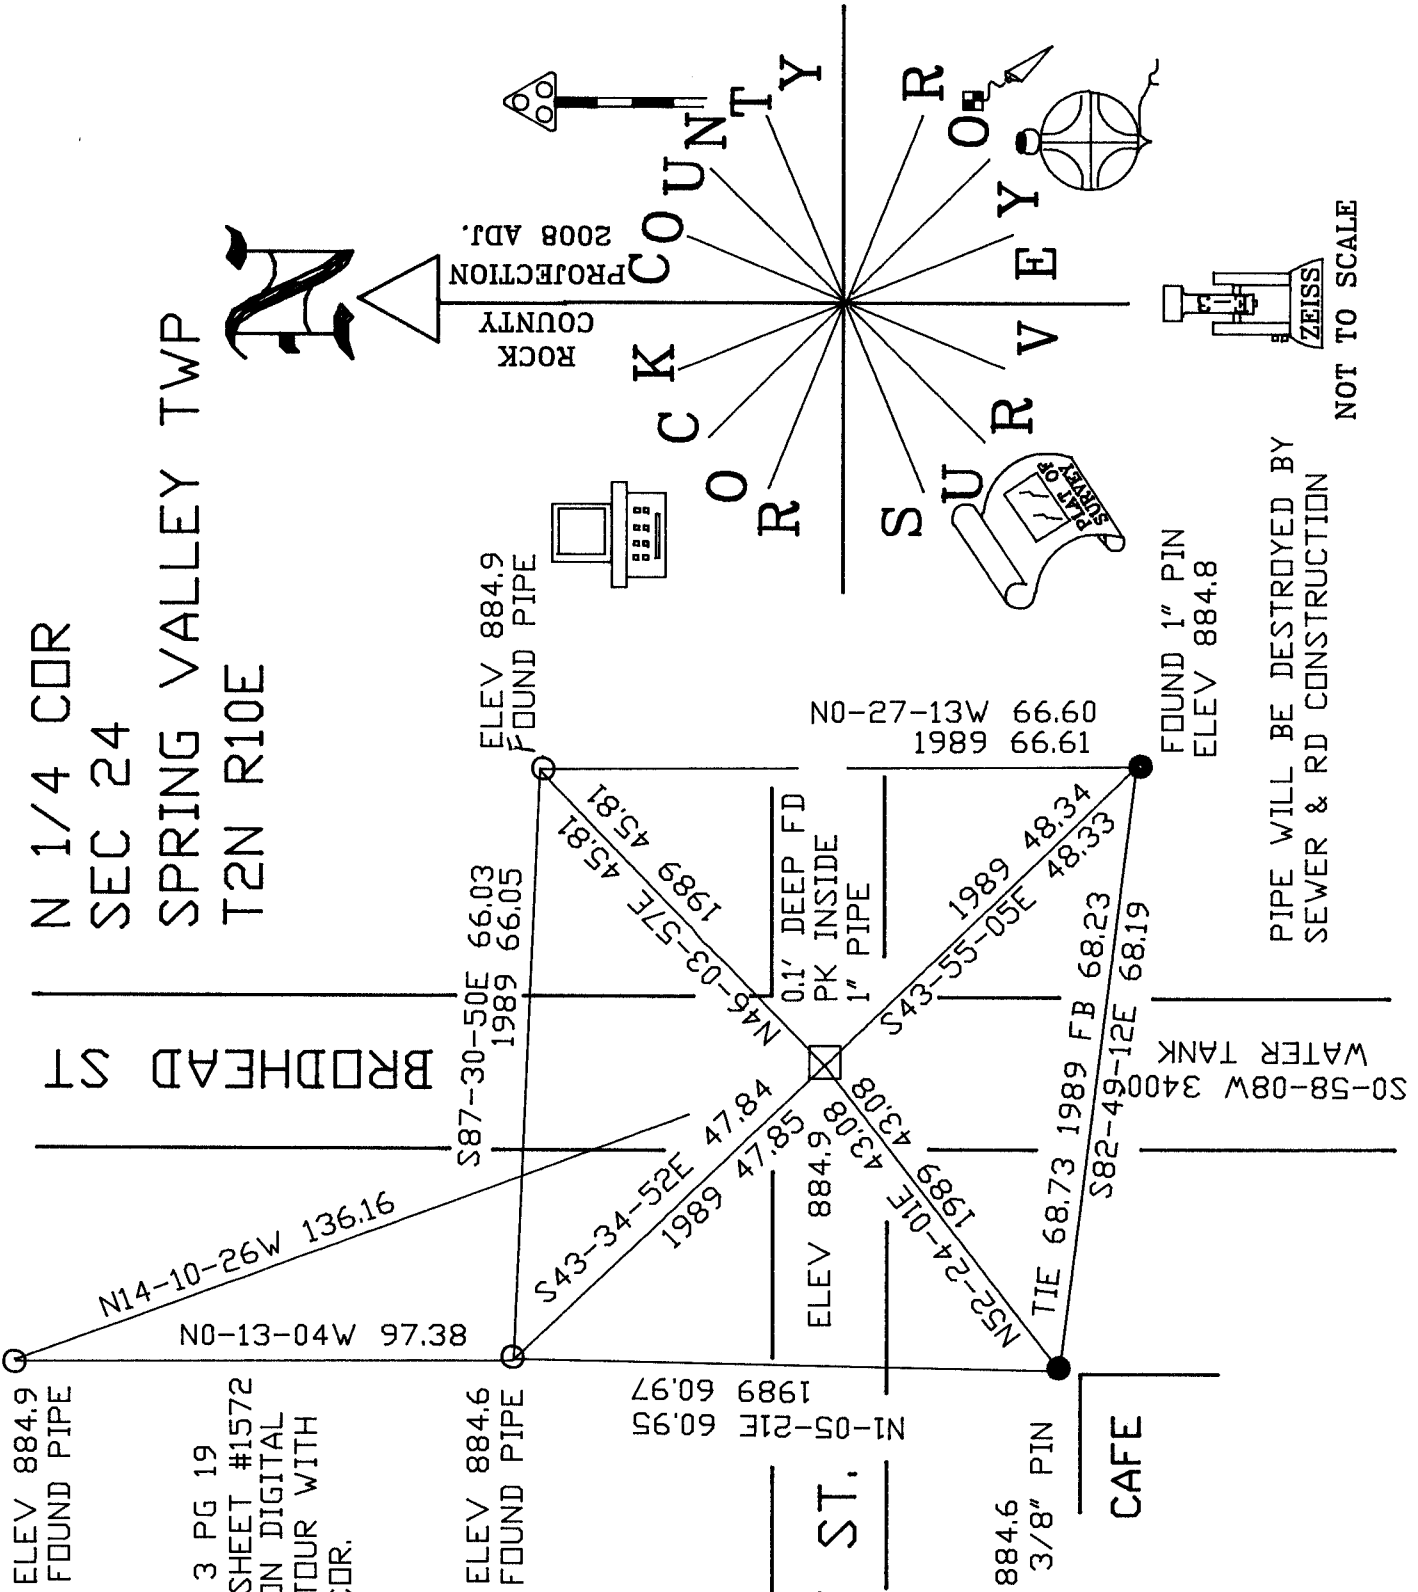 N 1/4 COR
SEC 24
SPRING VALLEY TWP
T2N R10E
N
ROCK
COUNTY
PROJECTION
2008 ADJ.
ROCK COUNTY
SURVEYOR
PLAT OF
SURVEY
ZEISS
NOT TO SCALE
BRODHEAD ST
ELEV 884.9
FOUND PIPE
N14-10-26W 136.16
N0-13-04W 97.38
3 PG 19
SHEET #1572
ON DIGITAL
TOUR WITH
COR.
ELEV 884.6
FOUND PIPE
S87-30-50E 66.03
1989 66.05
ELEV 884.9
FOUND PIPE
N46-03-57E 45.81
1989 45.81
S43-34-52E 47.84
1989 47.85
0.1' DEEP FD
PK INSIDE
1" PIPE
ELEV 884.9
N0-27-13W 66.60
1989 66.61
1989 48.34
S43-55-05E 48.33
FOUND 1" PIN
ELEV 884.8
N52-24-01E 43.08
1989 43.08
N1-05-21E 60.95
1989 60.97
TIE 68.73 1989 FB 68.23
S82-49-12E 68.19
S0-58-08W 3400
WATER TANK
ST.
884.6
3/8" PIN
CAFE
PIPE WILL BE DESTROYED BY
SEWER & RD CONSTRUCTION